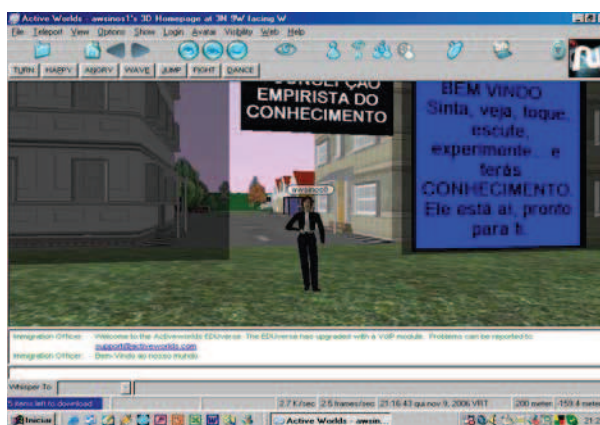 Active Worlds - awsinos1's 3D Homepage at 3N 9W facing W
File Teleport View Options Show Login Avatar Visibility Web Help
TURN HAPPY ANGRY WAVE JUMP FIGHT DANCE
CONCEPÇÃO
EMPIRISTA DO
CONHECIMENTO
BEM VINDO
Sinta, veja, toque,
escute,
experimente... e
terás
CONHECIMENTO.
Ele está aí, pronto
para ti.
Immigration Officer: Welcome to the Activeworlds EDUverse. The EDUverse has upgraded with a VoIP module. Problems can be reported to:
support@activeworlds.com
Immigration Officer: Bem-Vindo ao nosso mundo
Whisper To
5 items left to download 2.7 K/sec 2.5 frames/sec 21:16:43 qui nov 9, 2006 VRT 200 meter
Iniciar Active Worlds - awsin...